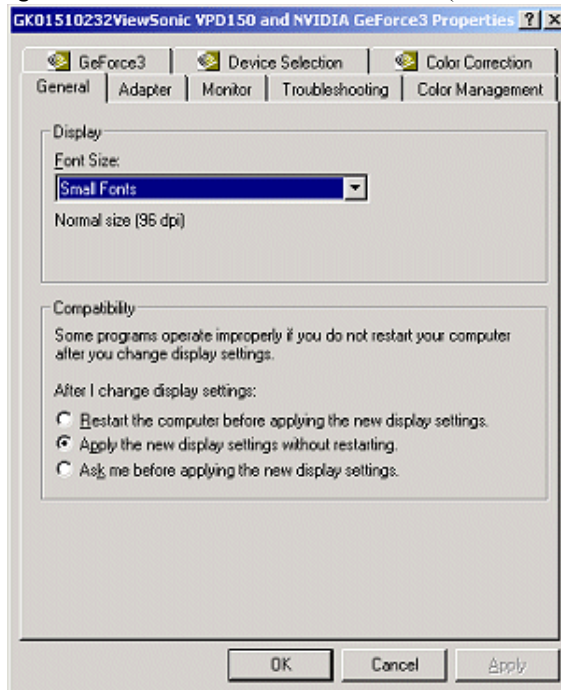 GK01510232ViewSonic VPD150 and NVIDIA GeForce3 Properties
GeForce3
Device Selection
Color Correction
General
Adapter
Monitor
Troubleshooting
Color Management
Display
Font Size:
Small Fonts
Normal size (96 dpi)
Compatibility
Some programs operate improperly if you do not restart your computer
after you change display settings.
After I change display settings:
Restart the computer before applying the new display settings.
Apply the new display settings without restarting.
Ask me before applying the new display settings.
OK
Cancel
Apply